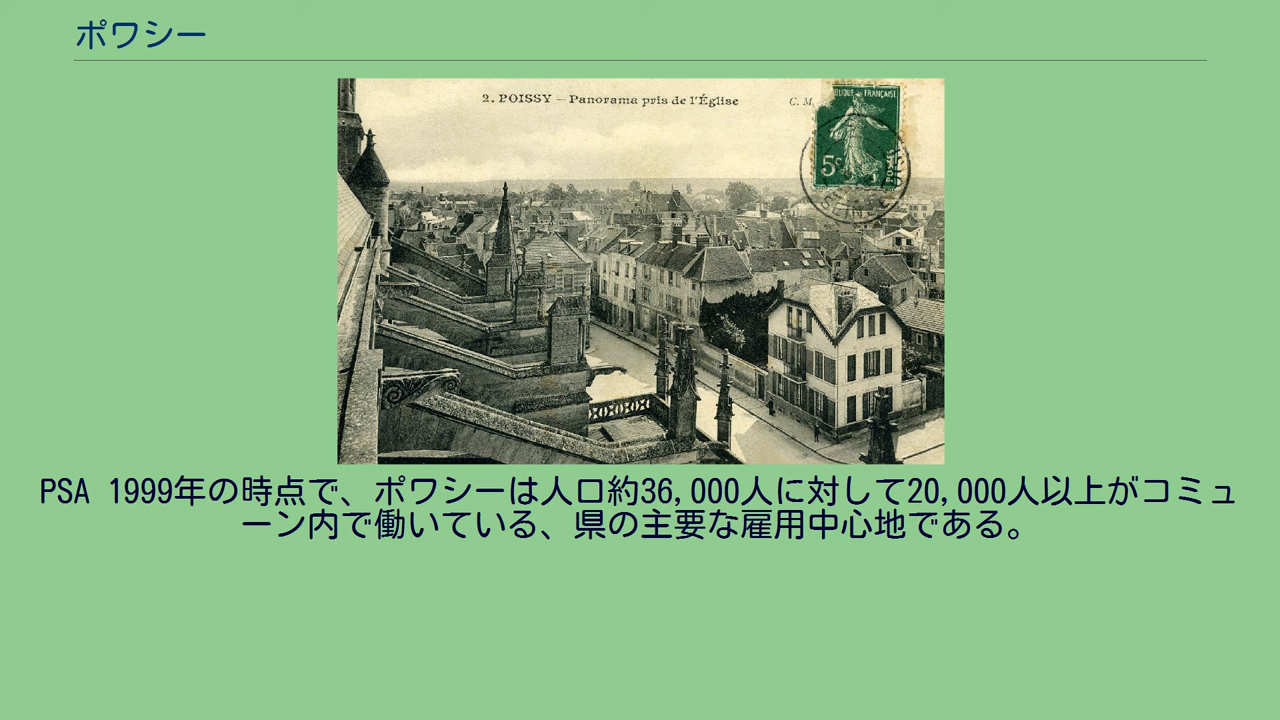 ポワシー
2. POISSY – Panorama pris de l'Église
C. M.
BLIQUE FRANÇAISE
5c
PSA 1999年の時点で、ポワシーは人口約36,000人に対して20,000人以上がコミュ
ーン内で働いている、県の主要な雇用中心地である。